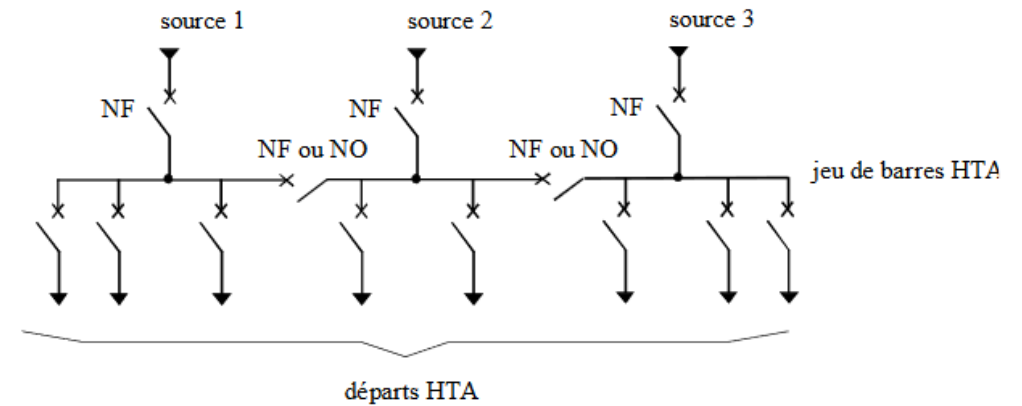 source 1
source 2
source 3
NF
NF
NF
NF ou NO
NF ou NO
jeu de barres HTA
départs HTA